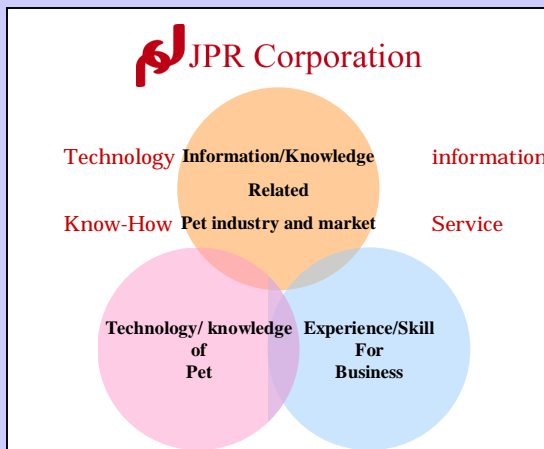 JPR Corporation
Technology Information/Knowledge information
Related
Know-How Pet industry and market Service
Technology/ knowledge Experience/Skill
of For
Pet Business